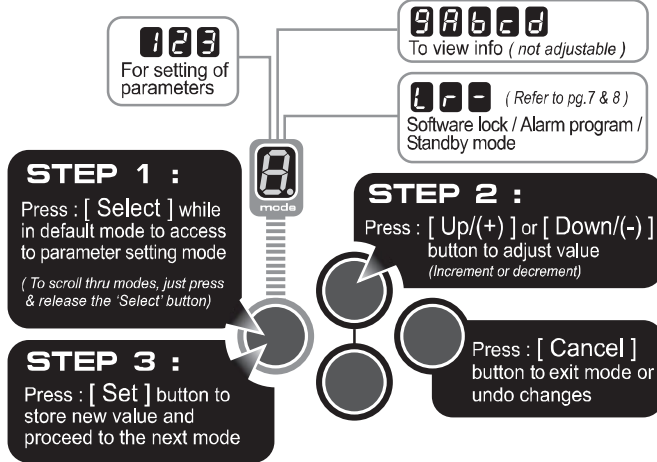 1 2 3
For setting of
parameters
9 A b c d
To view info ( not adjustable )
L r - ( Refer to pg.7 & 8 )
Software lock / Alarm program /
Standby mode
8.
mode
STEP 1 :
Press : [ Select ] while
in default mode to access
to parameter setting mode
( To scroll thru modes, just press
& release the 'Select' button)
STEP 2 :
Press : [ Up/(+) ] or [ Down/(-) ]
button to adjust value
(Increment or decrement)
STEP 3 :
Press : [ Set ] button to
store new value and
proceed to the next mode
Press : [ Cancel ]
button to exit mode or
undo changes